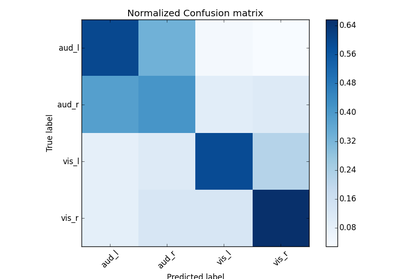 Normalized Confusion matrix
aud_l
aud_r
vis_l
vis_r
True label
aud_l
aud_r
vis_l
vis_r
Predicted label
0.64
0.56
0.48
0.40
0.32
0.24
0.16
0.08